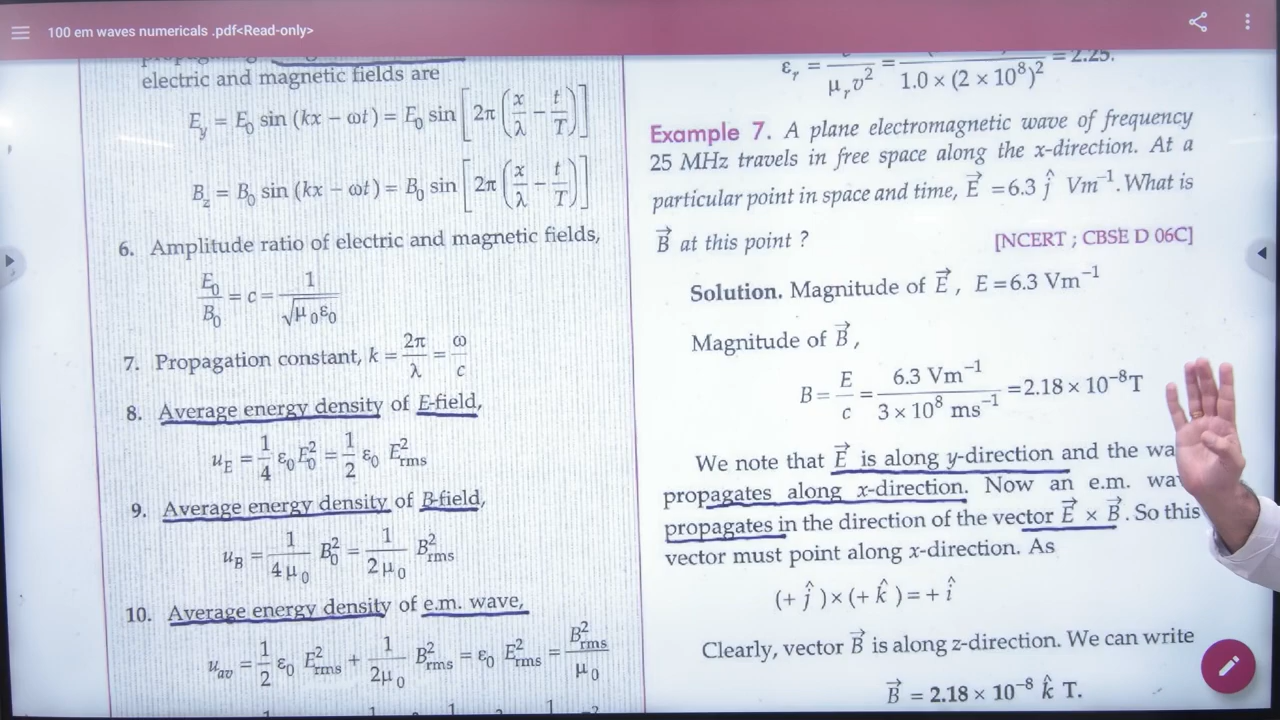 100 em waves numericals .pdf<Read-only>
electric and magnetic fields are
E_y = E_0 sin (kx − ωt) = E_0 sin [2π (x/λ − t/T)]
B_z = B_0 sin (kx − ωt) = B_0 sin [2π (x/λ − t/T)]
6. Amplitude ratio of electric and magnetic fields,
E_0/B_0 = c = 1/√μ_0ε_0
7. Propagation constant, k = 2π/λ = ω/c
8. Average energy density of E-field,
u_E = 1/4 ε_0 E_0^2 = 1/2 ε_0 E_rms^2
9. Average energy density of B-field,
u_B = 1/4μ_0 B_0^2 = 1/2μ_0 B_rms^2
10. Average energy density of e.m. wave,
u_av = 1/2 ε_0 E_rms^2 + 1/2μ_0 B_rms^2 = ε_0 E_rms^2 = B_rms^2/μ_0
ε_r = /μ_r v^2 = /1.0 × (2 × 10^8)^2 = 2.25.
Example 7. A plane electromagnetic wave of frequency
25 MHz travels in free space along the x-direction. At a
particular point in space and time, E⃗ = 6.3 ĵ Vm^−1. What is
B⃗ at this point ? [NCERT ; CBSE D 06C]
Solution. Magnitude of E⃗, E = 6.3 Vm^−1
Magnitude of B⃗,
B = E/c = 6.3 Vm^−1/3 × 10^8 ms^−1 = 2.18 × 10^−8 T
We note that E⃗ is along y-direction and the wa
propagates along x-direction. Now an e.m. wav
propagates in the direction of the vector E⃗ × B⃗. So this
vector must point along x-direction. As
(+ ĵ) × (+ k̂) = + î
Clearly, vector B⃗ is along z-direction. We can write
B⃗ = 2.18 × 10^−8 k̂ T.